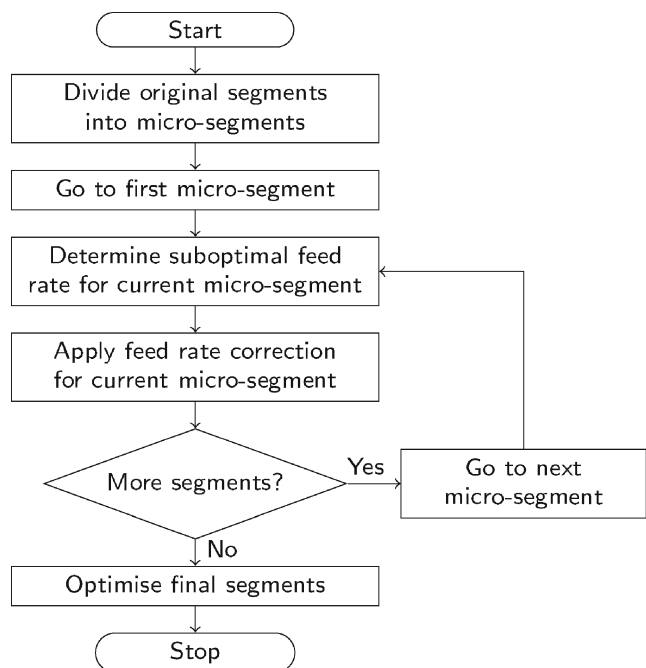 Start
Divide original segments
into micro-segments
Go to first micro-segment
Determine suboptimal feed
rate for current micro-segment
Apply feed rate correction
for current micro-segment
More segments?
Yes
Go to next
micro-segment
No
Optimise final segments
Stop